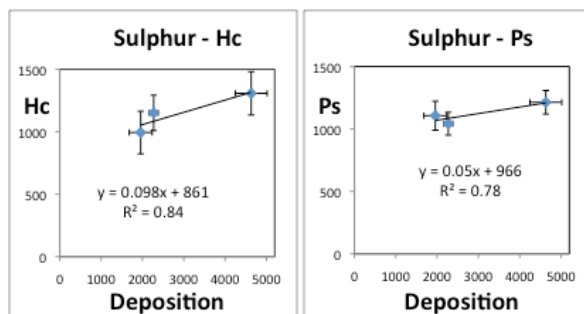 Sulphur - Hc
1500
Hc
1000
500
0
y = 0.098x + 861
R² = 0.84
0 1000 2000 3000 4000 5000
Deposition
Sulphur - Ps
1500
Ps
1000
500
0
y = 0.05x + 966
R² = 0.78
0 1000 2000 3000 4000 5000
Deposition